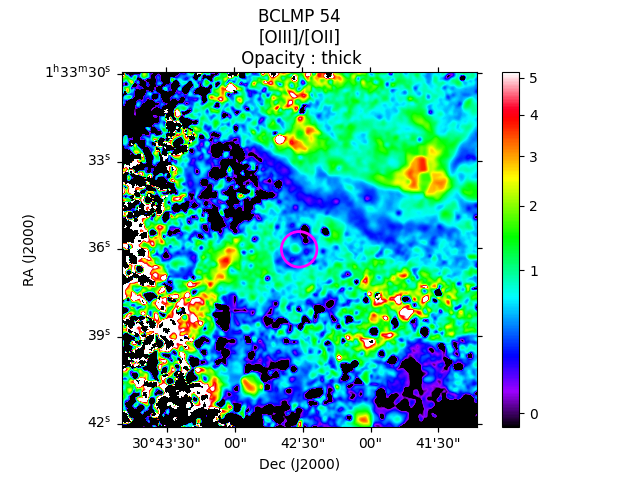 BCLMP 54
[OIII]/[OII]
Opacity : thick
1ʰ33ᵐ30ˢ
33ˢ
36ˢ
39ˢ
42ˢ
RA (J2000)
30°43'30" 00" 42'30" 00" 41'30"
Dec (J2000)
5
4
3
2
1
0